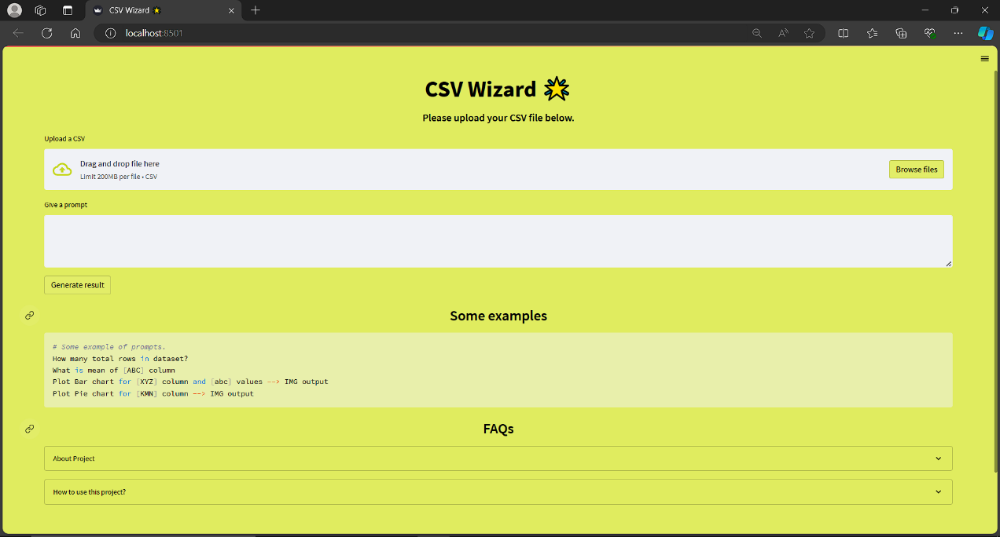 CSV Wizard
localhost:8501
CSV Wizard
Please upload your CSV file below.
Upload a CSV
Drag and drop file here
Limit 200MB per file • CSV
Browse files
Give a prompt
Generate result
Some examples
# Some example of prompts.
How many total rows in dataset?
What is mean of [ABC] column
Plot Bar chart for [XYZ] column and [abc] values --> IMG output
Plot Pie chart for [KMN] column --> IMG output
FAQs
About Project
How to use this project?